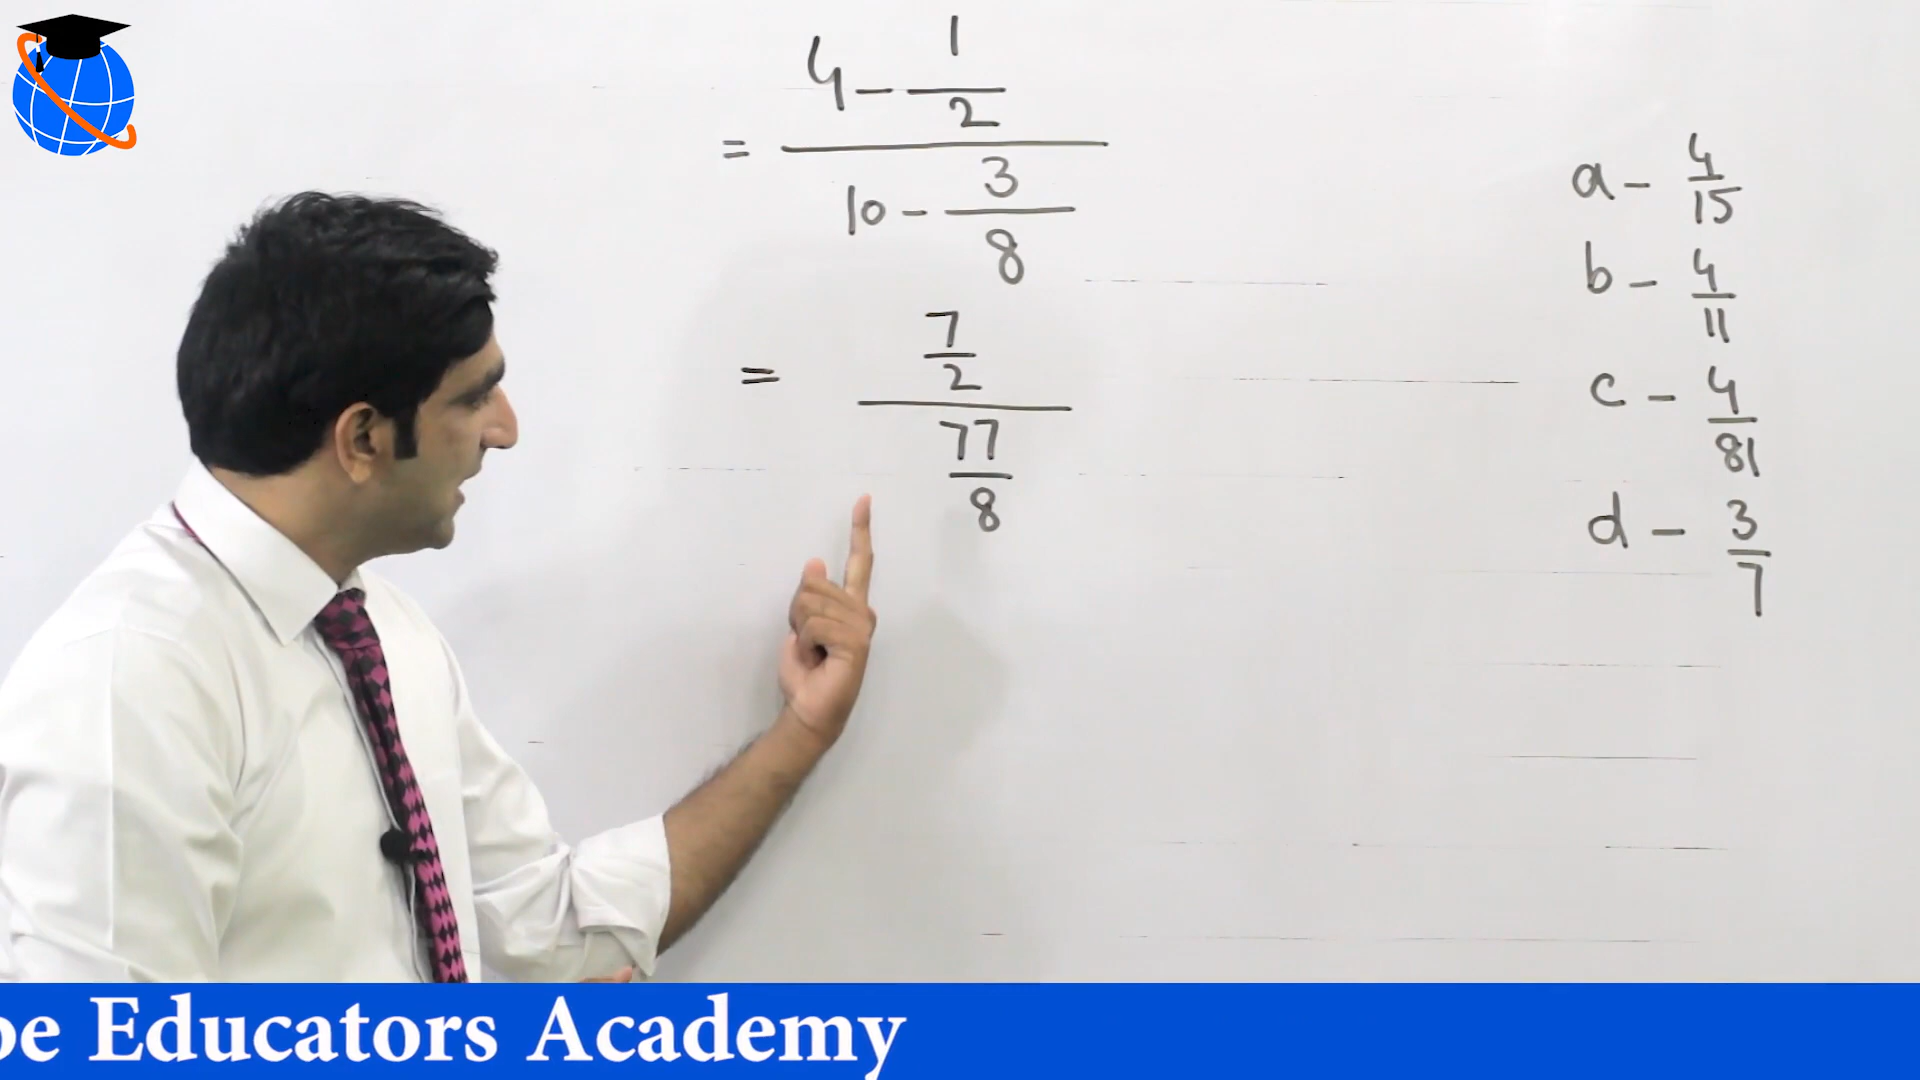 = (4 - 1/2) / (10 - 3/8)
= (7/2) / (77/8)
a - 4/15
b - 4/11
c - 4/81
d - 3/7
Educators Academy